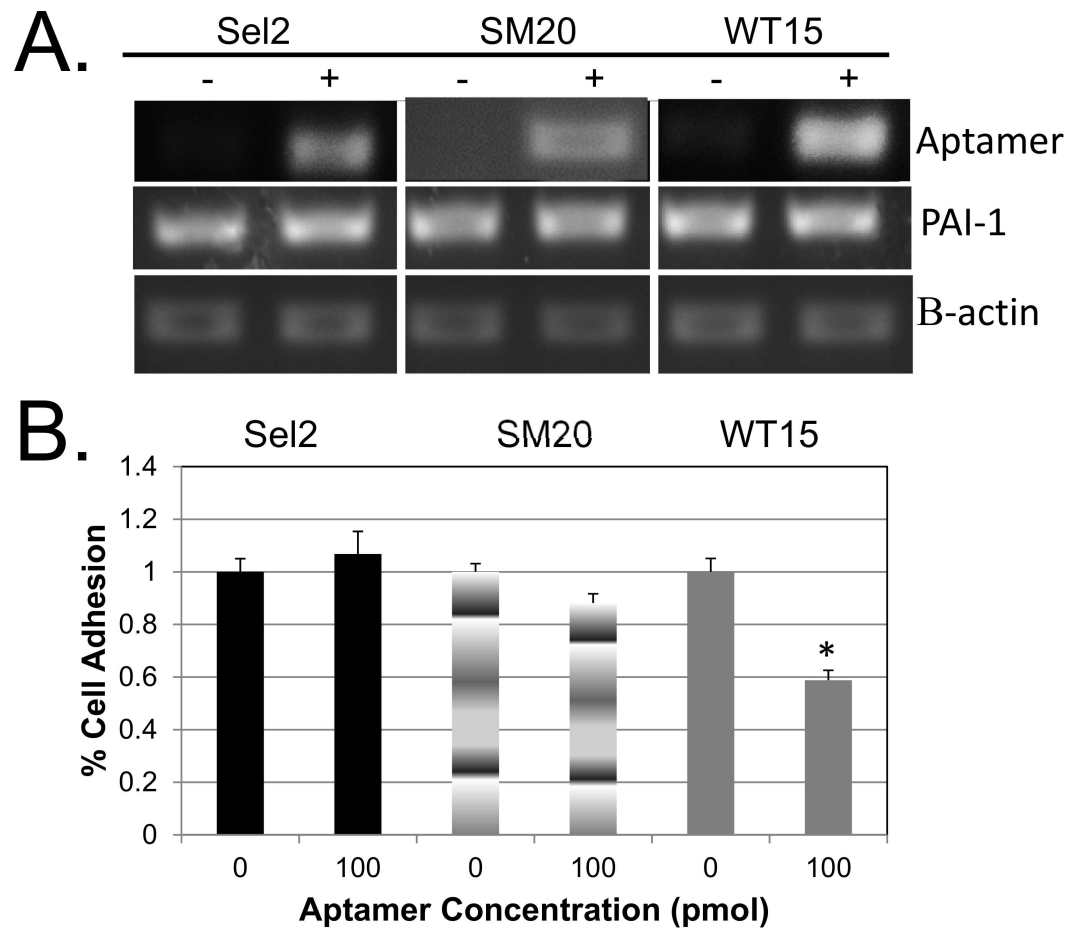 A.
Sel2 SM20 WT15
- + - + - +
Aptamer
PAI-1
B-actin
B.
Sel2 SM20 WT15
1.4
1.2
1
0.8
0.6
0.4
0.2
0
% Cell Adhesion
*
0 100 0 100 0 100
Aptamer Concentration (pmol)